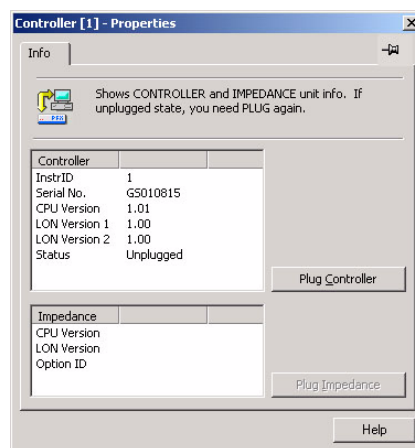 Controller [1] - Properties
Info
Shows CONTROLLER and IMPEDANCE unit info. If
unplugged state, you need PLUG again.
Controller
InstrID 1
Serial No. GS010815
CPU Version 1.01
LON Version 1 1.00
LON Version 2 1.00
Status Unplugged
Plug Controller
Impedance
CPU Version
LON Version
Option ID
Plug Impedance
Help